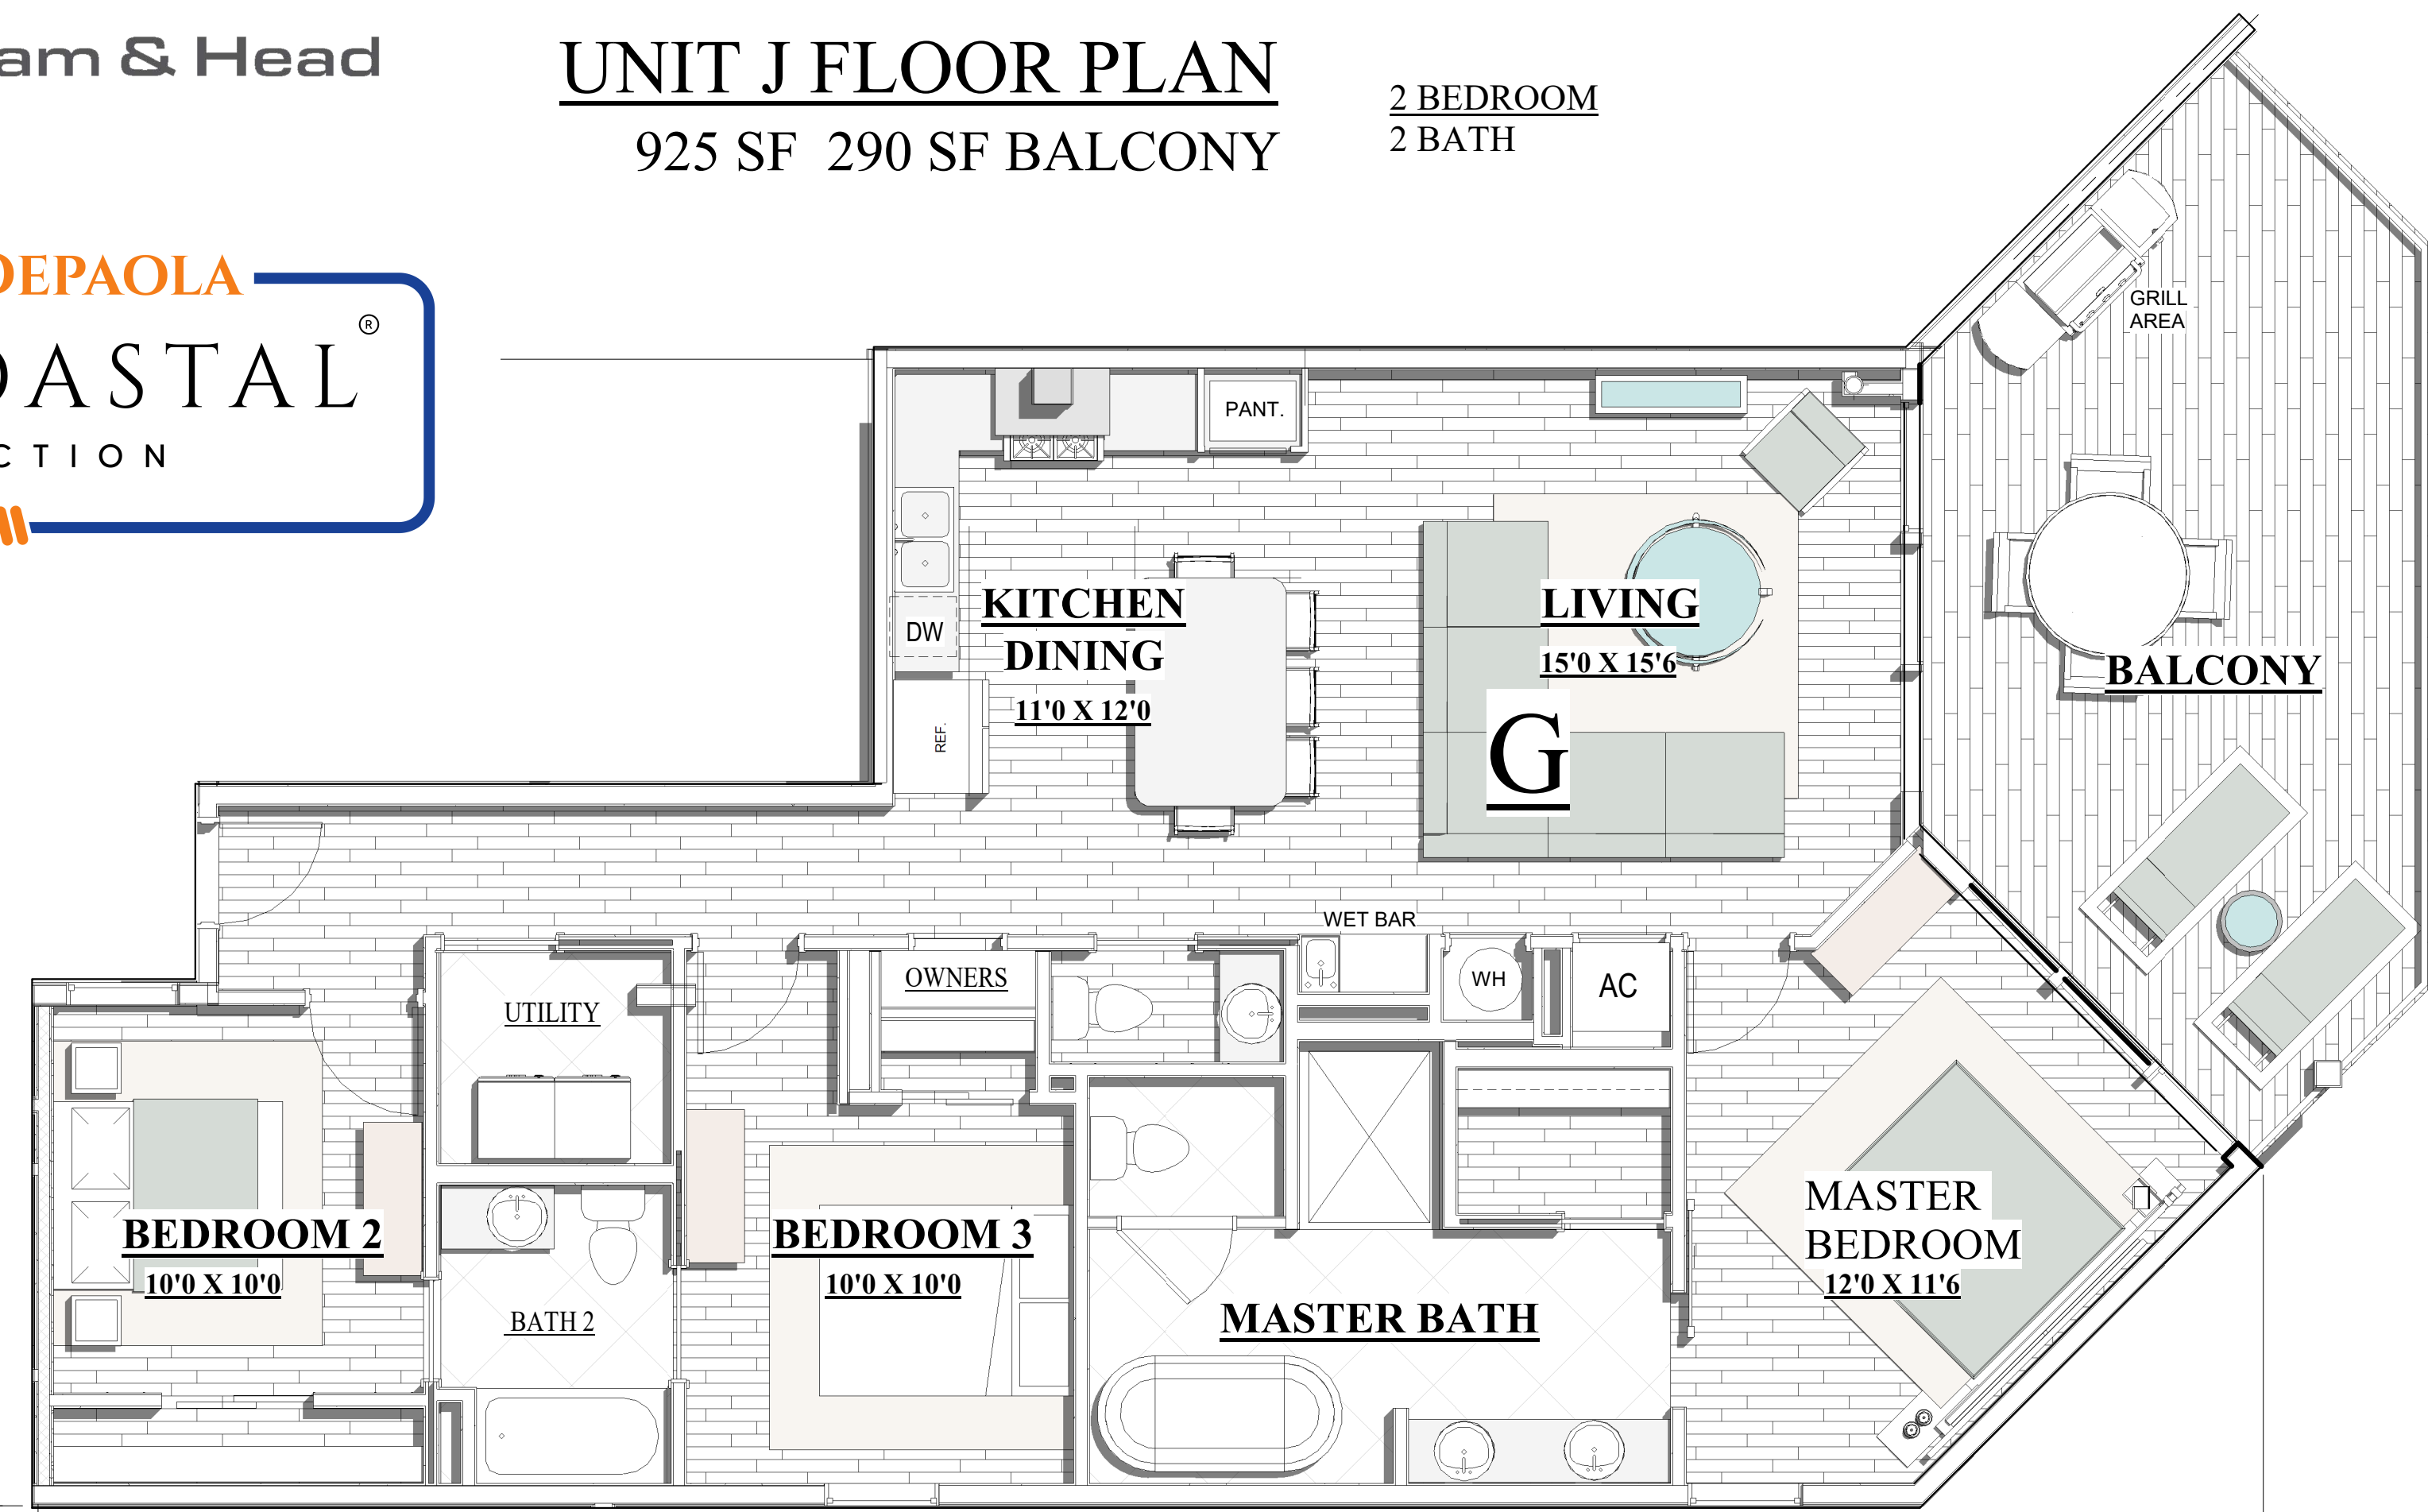 am & Head
UNIT J FLOOR PLAN
925 SF 290 SF BALCONY
2 BEDROOM
2 BATH
DEPAOLA
OASTAL®
CTION
GRILL
AREA
PANT.
KITCHEN
DINING
11'0 X 12'0
DW
REF.
LIVING
15'0 X 15'6
G
BALCONY
WET BAR
WH
AC
OWNERS
UTILITY
BEDROOM 2
10'0 X 10'0
BATH 2
BEDROOM 3
10'0 X 10'0
MASTER BATH
MASTER
BEDROOM
12'0 X 11'6